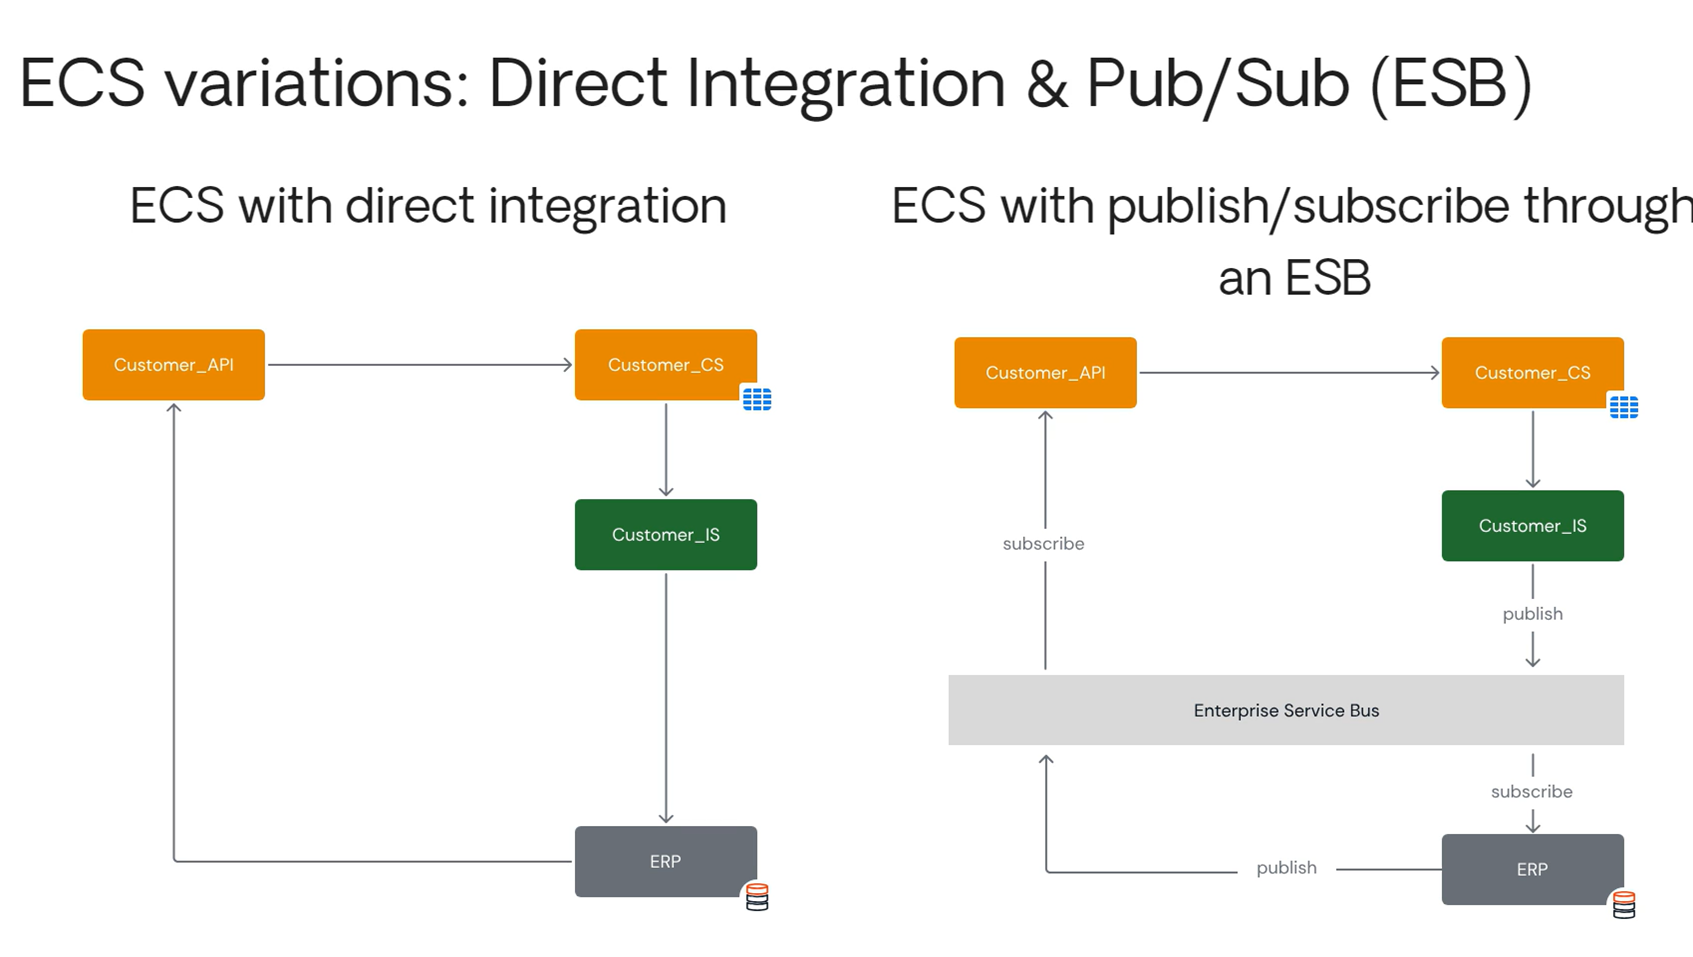 ECS variations: Direct Integration & Pub/Sub (ESB)
ECS with direct integration
Customer_API
Customer_CS
Customer_IS
ERP
ECS with publish/subscribe through
an ESB
Customer_API
Customer_CS
Customer_IS
subscribe
publish
Enterprise Service Bus
subscribe
publish
ERP